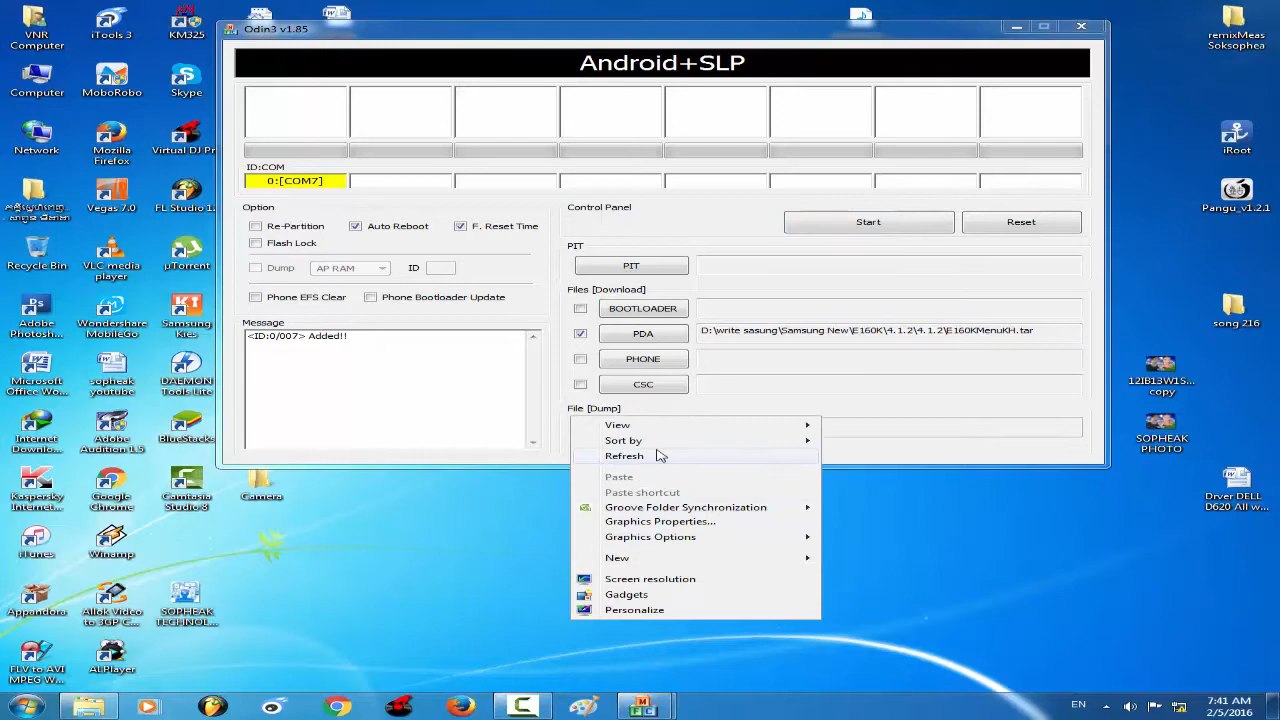 VNR Computer
iTools 3
KM325
Computer
MoboRobo
Skype
Network
Mozilla Firefox
Virtual DJ Pr
Vegas 7.0
FL Studio 1
Recycle Bin
VLC media player
µTorrent
Adobe Photosh...
Wondershare MobileGo
Samsung Kies
Microsoft Office Wo...
sopheak youtube
DAEMON Tools Lite
Internet Downlo...
Adobe Audition 1.5
BlueStacks
Kaspersky Internet...
Google Chrome
Camtasia Studio 8
Camera
iTunes
Winamp
Appandora
Allok Video to 3GP C...
SOPHEAK TECHNOL...
FLV to AVI MPEG W...
ALPlayer
Odin3 v1.85
Android+SLP
ID:COM
0:[COM7]
Option
Re-Partition
Auto Reboot
F. Reset Time
Flash Lock
Dump
AP RAM
ID
Phone EFS Clear
Phone Bootloader Update
Message
<ID:0/007> Added!!
Control Panel
Start
Reset
PIT
PIT
Files [Download]
BOOTLOADER
PDA
D:\write sasung\Samsung New\E160K\4.1.2\4.1.2\E160KMenuKH.tar
PHONE
CSC
File [Dump]
View
Sort by
Refresh
Paste
Paste shortcut
Groove Folder Synchronization
Graphics Properties...
Graphics Options
New
Screen resolution
Gadgets
Personalize
remixMeas Soksophea
iRoot
Pangu_v1.2.1
song 216
12IB13W1S... copy
SOPHEAK PHOTO
Drver DELL D620 All w...
EN
7:41 AM
2/5/2016